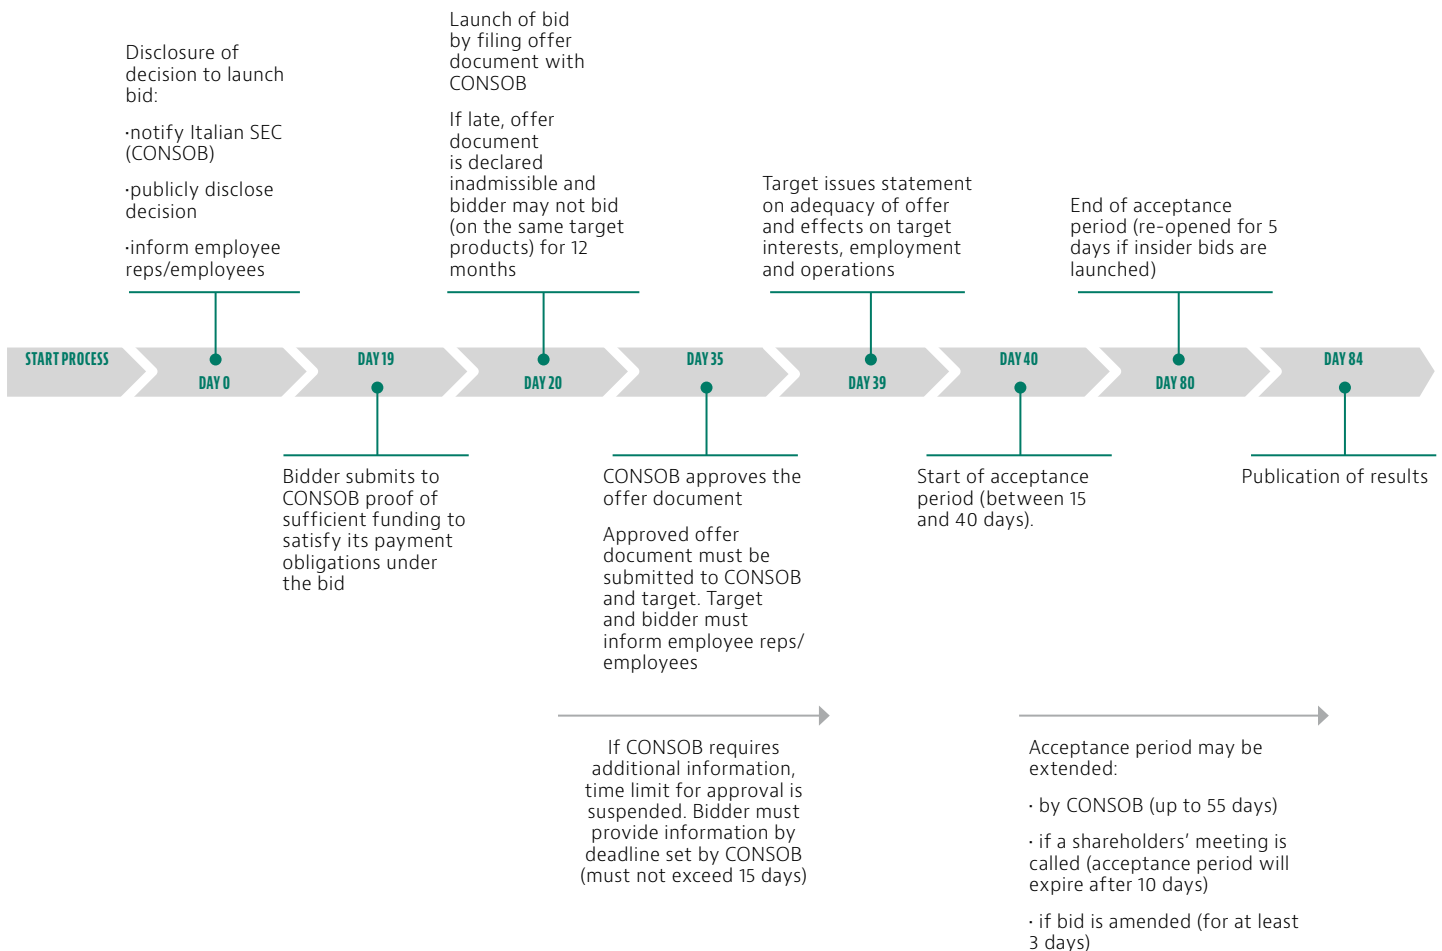 Disclosure of
decision to launch
bid:
·notify Italian SEC
(CONSOB)
·publicly disclose
decision
·inform employee
reps/employees
Launch of bid
by filing offer
document with
CONSOB
If late, offer
document
is declared
inadmissible and
bidder may not bid
(on the same target
products) for 12
months
Target issues statement
on adequacy of offer
and effects on target
interests, employment
and operations
End of acceptance
period (re-opened for 5
days if insider bids are
launched)
START PROCESS
DAY 0
DAY 19
DAY 20
DAY 35
DAY 39
DAY 40
DAY 80
DAY 84
Bidder submits to
CONSOB proof of
sufficient funding to
satisfy its payment
obligations under
the bid
CONSOB approves the
offer document
Approved offer
document must be
submitted to CONSOB
and target. Target
and bidder must
inform employee reps/
employees
Start of acceptance
period (between 15
and 40 days).
Publication of results
If CONSOB requires
additional information,
time limit for approval is
suspended. Bidder must
provide information by
deadline set by CONSOB
(must not exceed 15 days)
Acceptance period may be
extended:
· by CONSOB (up to 55 days)
· if a shareholders’ meeting is
called (acceptance period will
expire after 10 days)
· if bid is amended (for at least
3 days)